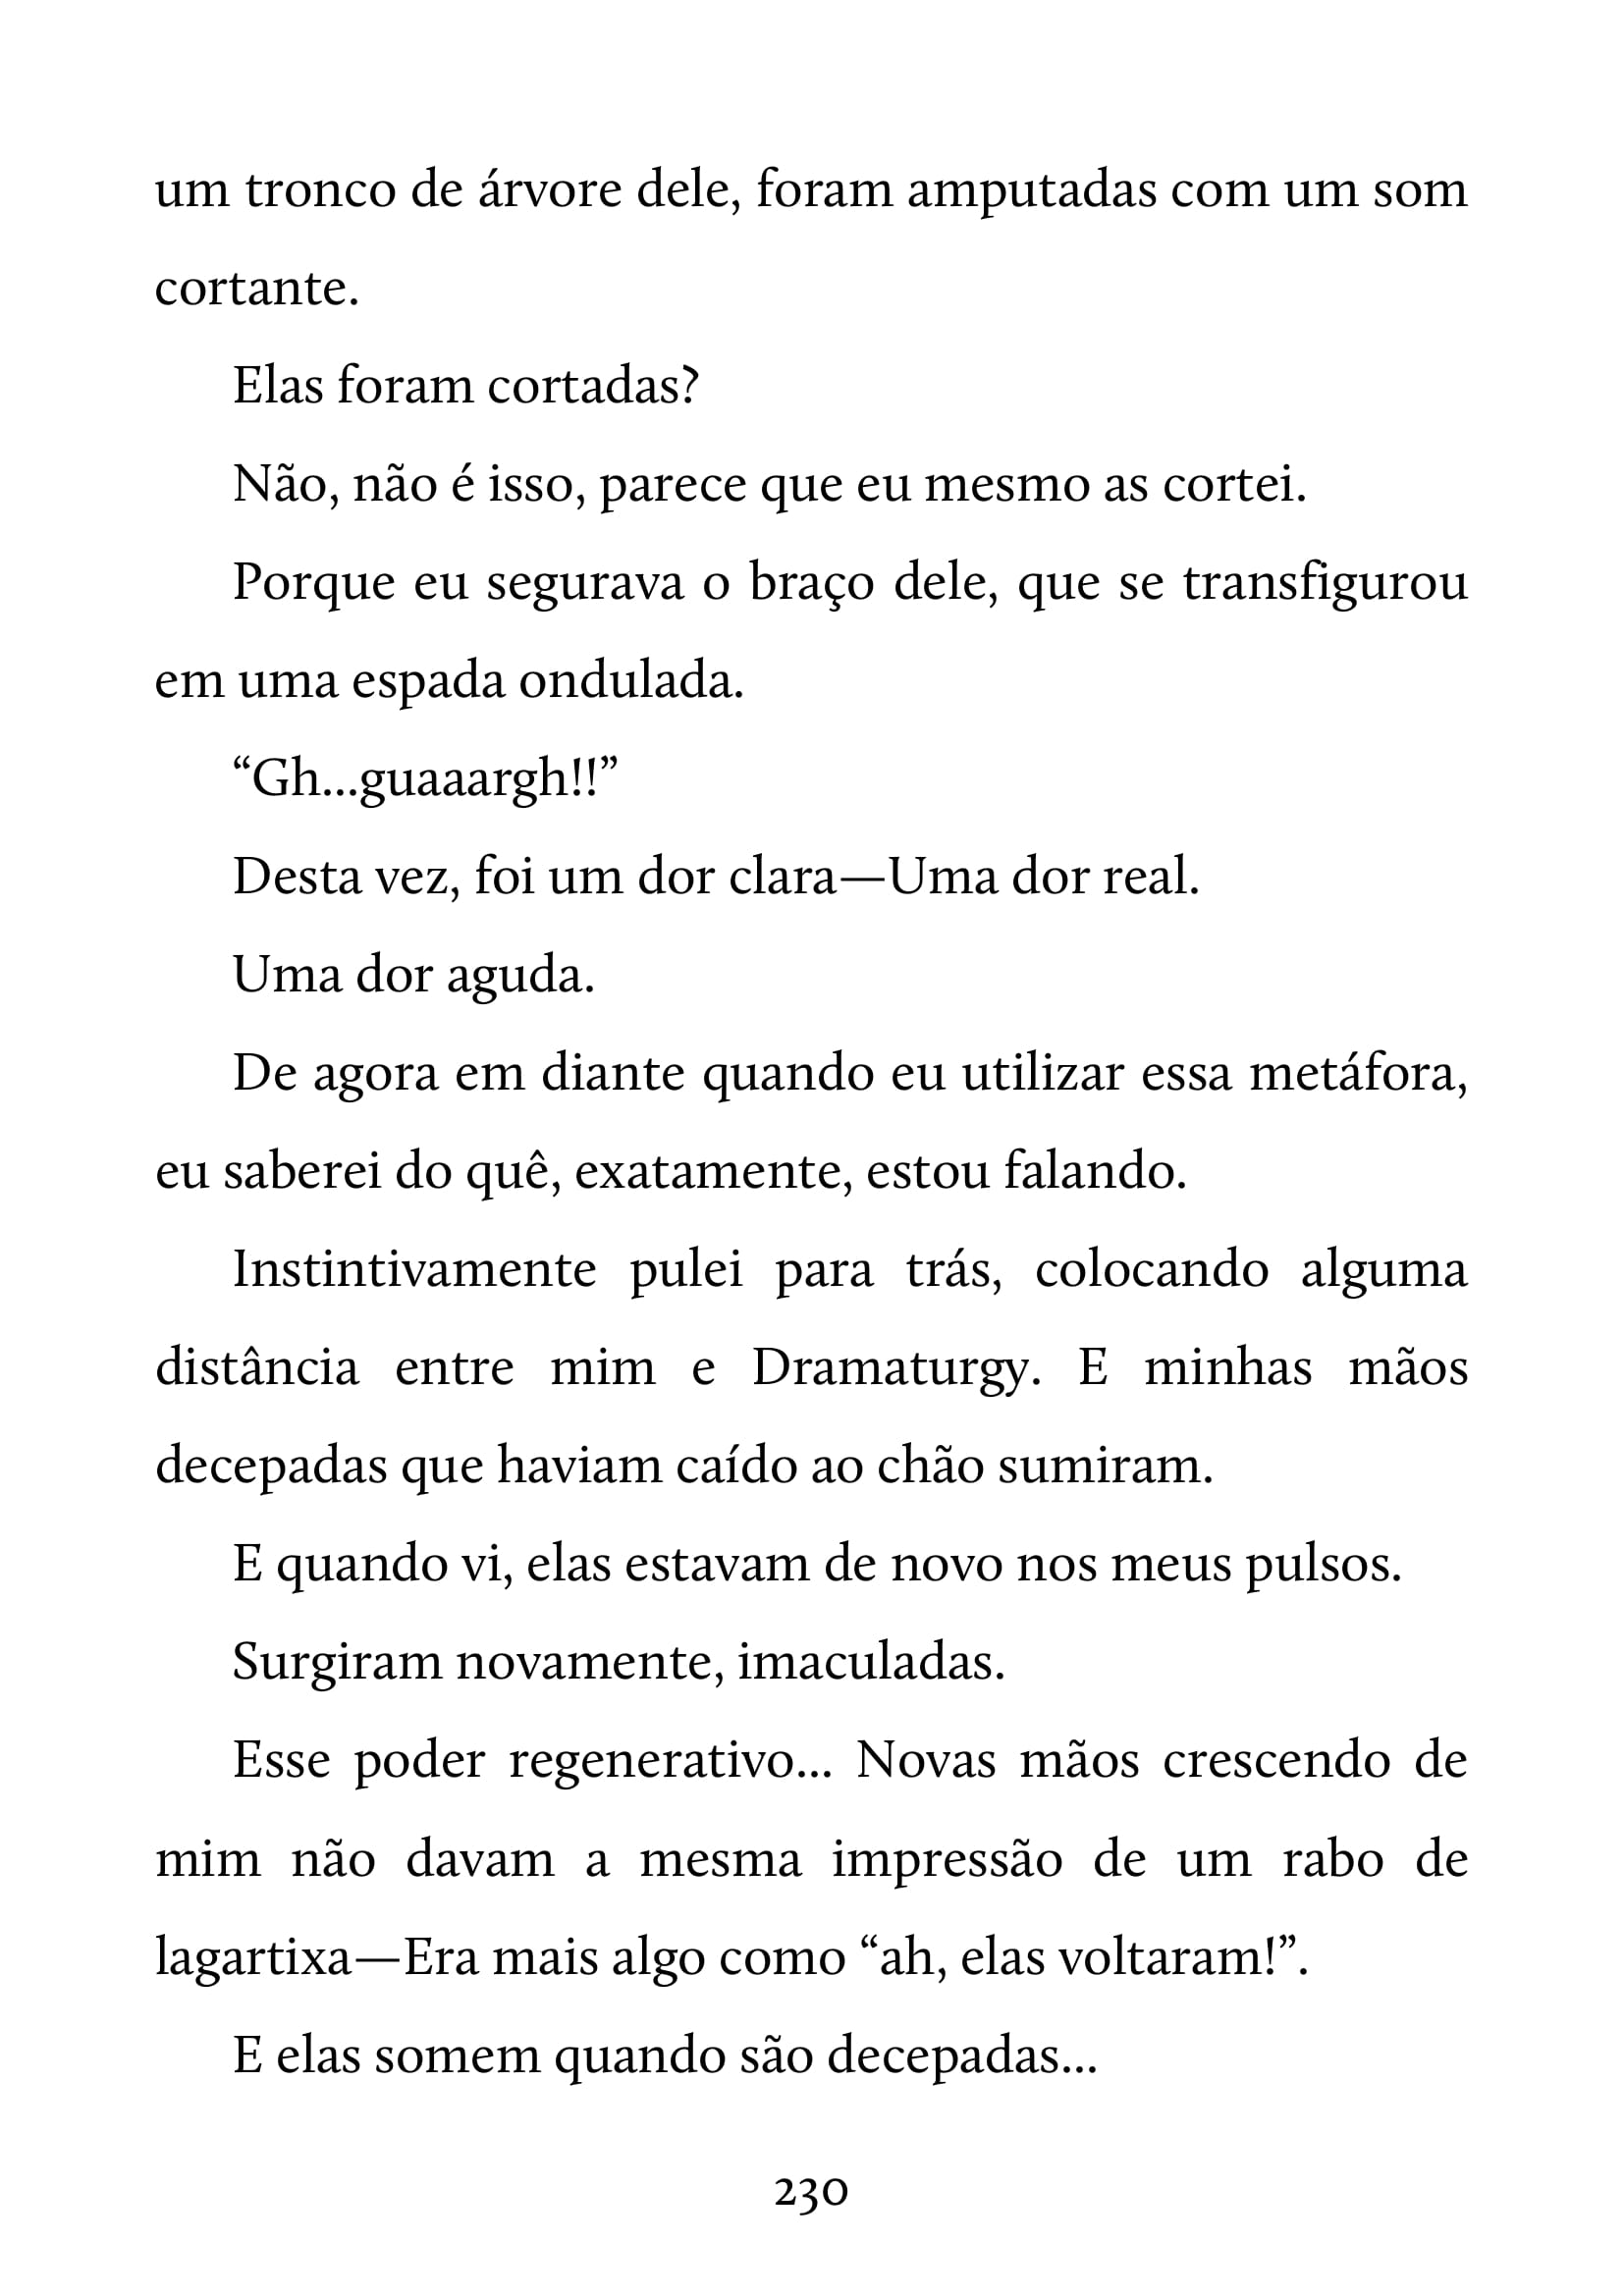 um tronco de árvore dele, foram amputadas com um som
cortante.
Elas foram cortadas?
Não, não é isso, parece que eu mesmo as cortei.
Porque eu segurava o braço dele, que se transfigurou
em uma espada ondulada.
“Gh...guaaargh!!”
Desta vez, foi um dor clara—Uma dor real.
Uma dor aguda.
De agora em diante quando eu utilizar essa metáfora,
eu saberei do quê, exatamente, estou falando.
Instintivamente pulei para trás, colocando alguma
distância entre mim e Dramaturgy. E minhas mãos
decepadas que haviam caído ao chão sumiram.
E quando vi, elas estavam de novo nos meus pulsos.
Surgiram novamente, imaculadas.
Esse poder regenerativo... Novas mãos crescendo de
mim não davam a mesma impressão de um rabo de
lagartixa—Era mais algo como “ah, elas voltaram!”.
E elas somem quando são decepadas...
230